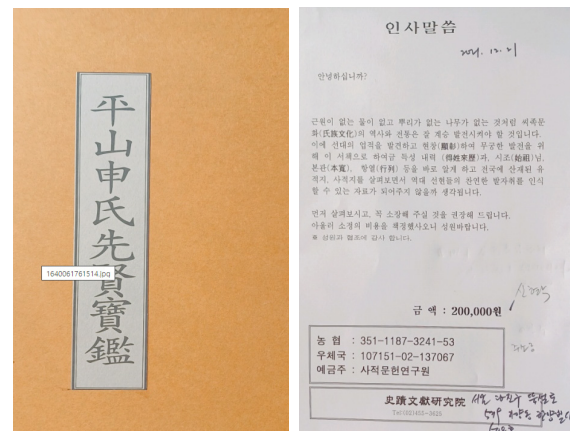 平山申氏先賢寶鑑
1640061761514.jpg
인사말씀
2021. 12. 21
안녕하십니까?
근원이 없는 물이 없고 뿌리가 없는 나무가 없는 것처럼 씨족문
화(氏族文化)의 역사와 전통은 잘 계승 발전시켜야 할 것입니다.
이에 선대의 업적을 발견하고 현창(顯彰)하여 무궁한 발전을 위
해 이 서책으로 하여금 득성 내력 (得姓來歷)과, 시조(始祖)님,
본관(本寬), 항열(行列) 등을 바로 알게 하고 전국에 산재된 유
적지, 사적지를 살펴보면서 역대 선현들의 찬연한 발자취를 인식
할 수 있는 자료가 되어주지 않을까 생각됩니다.
먼저 살펴보시고, 꼭 소장해 주실 것을 권장해 드립니다.
아울러 소정의 비용을 책정했사오니 성원바랍니다.
※ 성원과 협조에 감사 합니다.
금 액 : 200,000원
농 협 : 351-1187-3241-53
우체국 : 107151-02-137067
예금주 : 사적문헌연구원
史蹟文獻硏究院